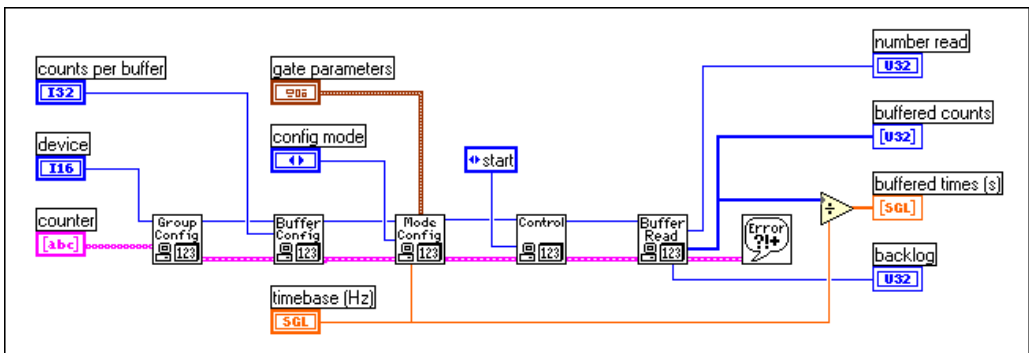 number read
counts per buffer
gate parameters
U32
I32
buffered counts
config mode
[U32]
device
start
I16
buffered times (s)
counter
Group Config
Buffer Config
Mode Config
Control
Buffer Read
Error
?!+
÷
[SGL]
[abc]
123
123
123
123
123
backlog
timebase (Hz)
U32
SGL